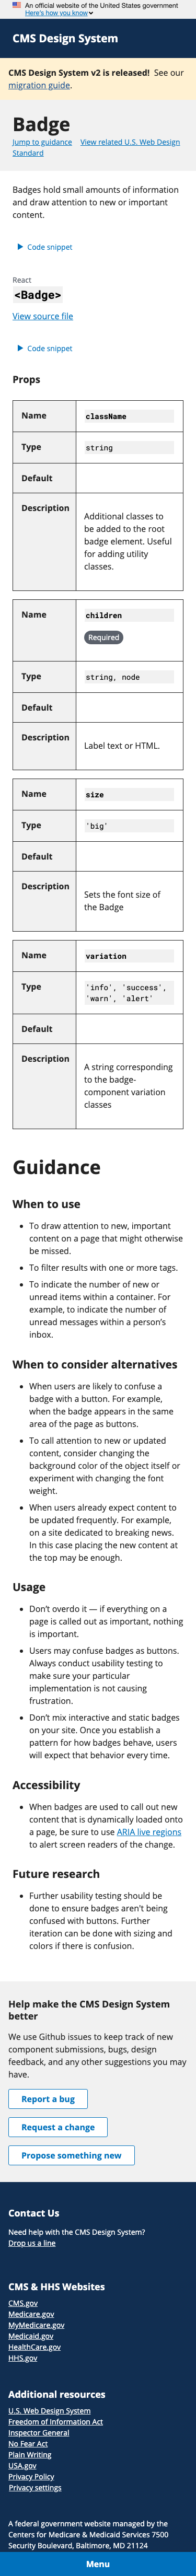 An official website of the United States government
Here's how you know
CMS Design System
CMS Design System v2 is released! See our
migration guide.
Badge
Jump to guidance View related U.S. Web Design
Standard
Badges hold small amounts of information
and draw attention to new or important
content.
Code snippet
React
<Badge>
View source file
Code snippet
Props
Name className
Type string
Default
Description Additional classes to
be added to the root
badge element. Useful
for adding utility
classes.
Name children
Required
Type string, node
Default
Description Label text or HTML.
Name size
Type 'big'
Default
Description Sets the font size of
the Badge
Name variation
Type 'info', 'success',
'warn', 'alert'
Default
Description A string corresponding
to the badge-
component variation
classes
Guidance
When to use
To draw attention to new, important
content on a page that might otherwise
be missed.
To filter results with one or more tags.
To indicate the number of new or
unread items within a container. For
example, to indicate the number of
unread messages within a person’s
inbox.
When to consider alternatives
When users are likely to confuse a
badge with a button. For example,
when the badge appears in the same
area of the page as buttons.
To call attention to new or updated
content, consider changing the
background color of the object itself or
experiment with changing the font
weight.
When users already expect content to
be updated frequently. For example,
on a site dedicated to breaking news.
In this case placing the new content at
the top may be enough.
Usage
Don’t overdo it — if everything on a
page is called out as important, nothing
is important.
Users may confuse badges as buttons.
Always conduct usability testing to
make sure your particular
implementation is not causing
frustration.
Don’t mix interactive and static badges
on your site. Once you establish a
pattern for how badges behave, users
will expect that behavior every time.
Accessibility
When badges are used to call out new
content that is dynamically loaded onto
a page, be sure to use ARIA live regions
to alert screen readers of the change.
Future research
Further usability testing should be
done to ensure badges aren't being
confused with buttons. Further
iteration can be done with sizing and
colors if there is confusion.
Help make the CMS Design System
better
We use Github issues to keep track of new
component submissions, bugs, design
feedback, and any other suggestions you may
have.
Report a bug
Request a change
Propose something new
Contact Us
Need help with the CMS Design System?
Drop us a line
CMS & HHS Websites
CMS.gov
Medicare.gov
MyMedicare.gov
Medicaid.gov
HealthCare.gov
HHS.gov
Additional resources
U.S. Web Design System
Freedom of Information Act
Inspector General
No Fear Act
Plain Writing
USA.gov
Privacy Policy
Privacy settings
A federal government website managed by the
Centers for Medicare & Medicaid Services 7500
Security Boulevard, Baltimore, MD 21124
Menu